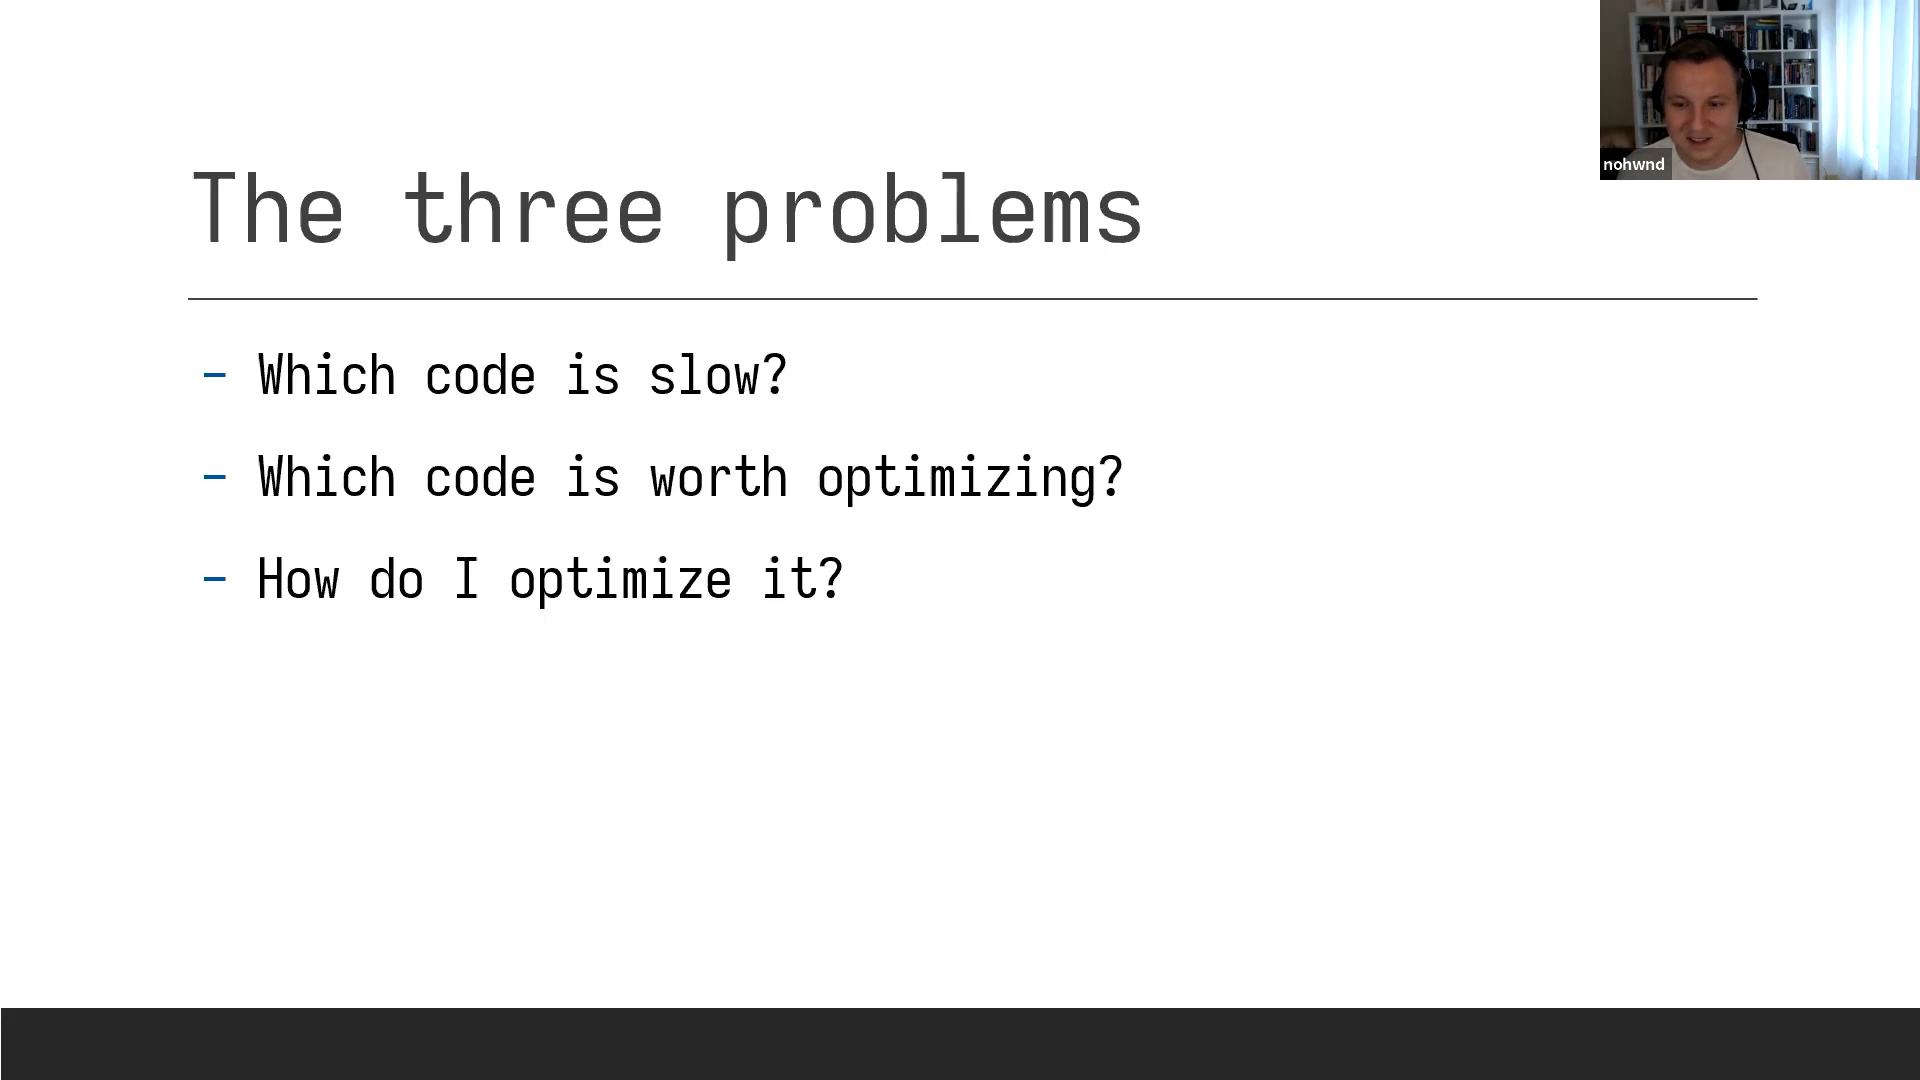 The three problems
nohwnd
- Which code is slow?
- Which code is worth optimizing?
- How do I optimize it?